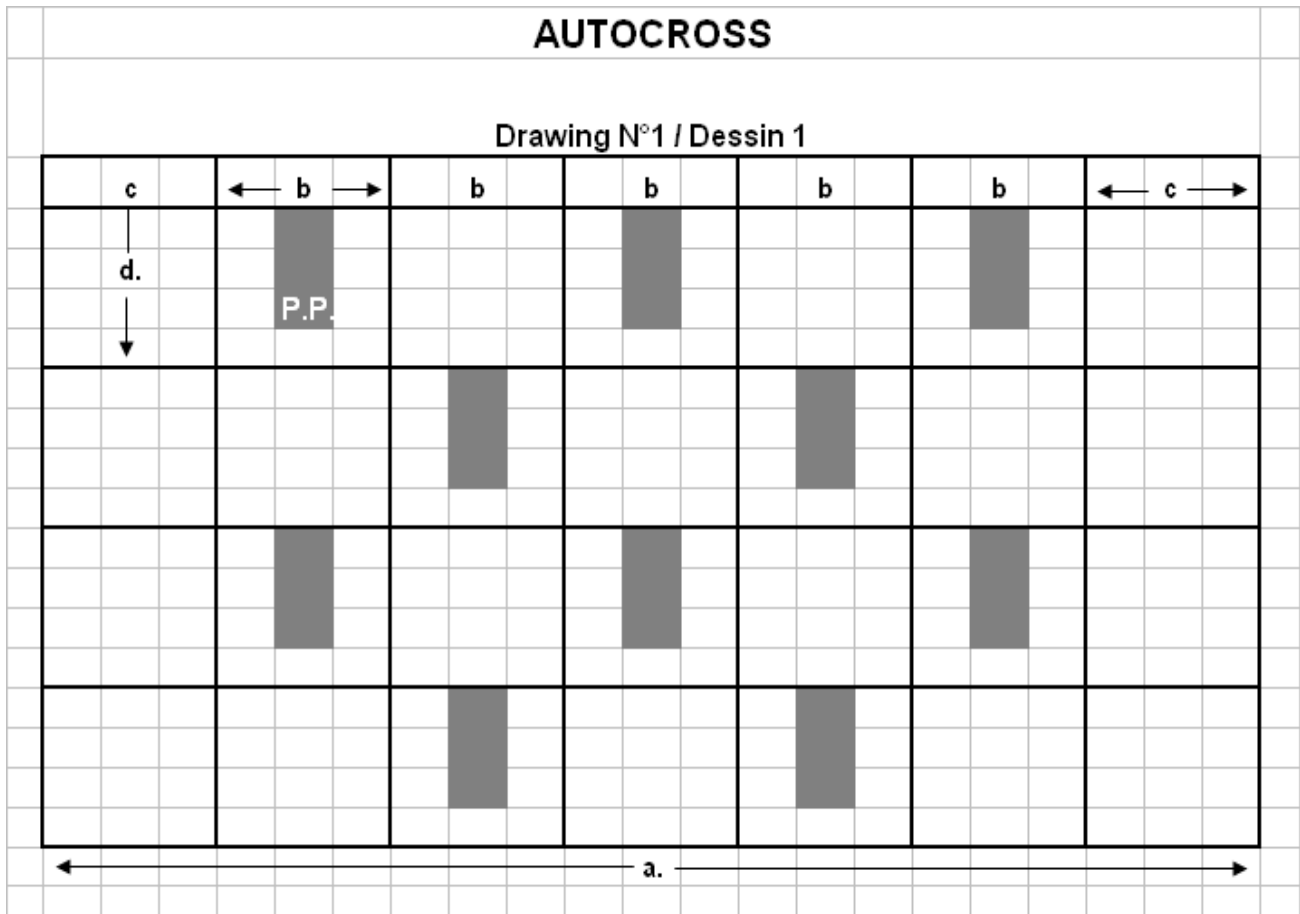 AUTOCROSS
Drawing N°1 / Dessin 1
c b b b b b c
d.
P.P.
a.